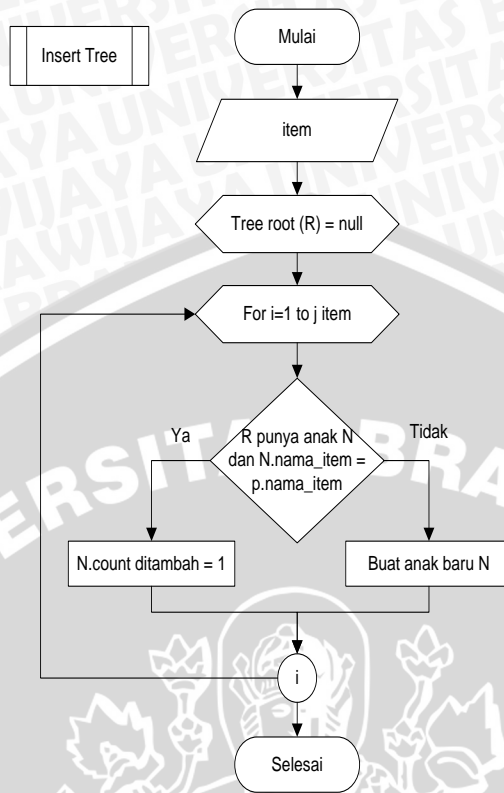 Mulai
Insert Tree
item
Tree root (R) = null
For i=1 to j item
Ya
Tidak
R punya anak N
dan N.nama_item =
p.nama_item
N.count ditambah = 1
Buat anak baru N
i
Selesai